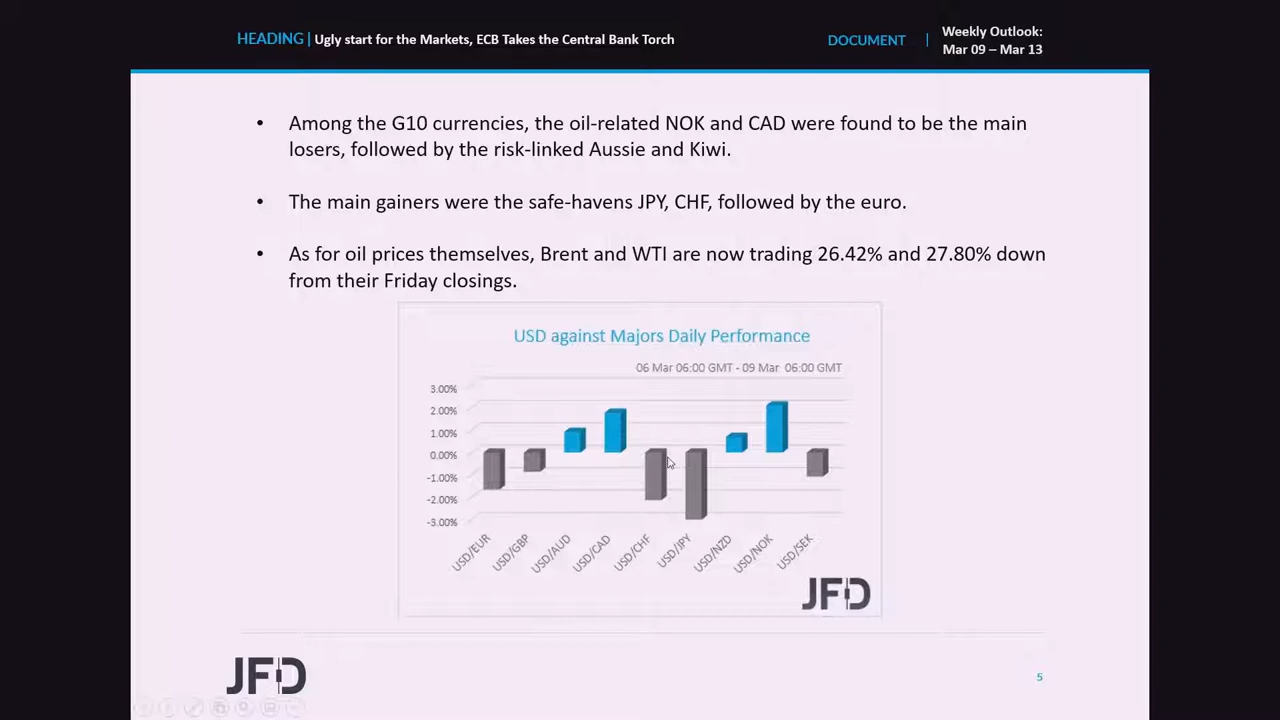 HEADING | Ugly start for the Markets, ECB Takes the Central Bank Torch
DOCUMENT |
Weekly Outlook:
Mar 09 – Mar 13
• Among the G10 currencies, the oil-related NOK and CAD were found to be the main
losers, followed by the risk-linked Aussie and Kiwi.
• The main gainers were the safe-havens JPY, CHF, followed by the euro.
• As for oil prices themselves, Brent and WTI are now trading 26.42% and 27.80% down
from their Friday closings.
USD against Majors Daily Performance
06 Mar 06:00 GMT - 09 Mar 06:00 GMT
3.00%
2.00%
1.00%
0.00%
-1.00%
-2.00%
-3.00%
USD/EUR
USD/GBP
USD/AUD
USD/CAD
USD/CHF
USD/JPY
USD/NZD
USD/NOK
USD/SEK
JFD
JFD
5